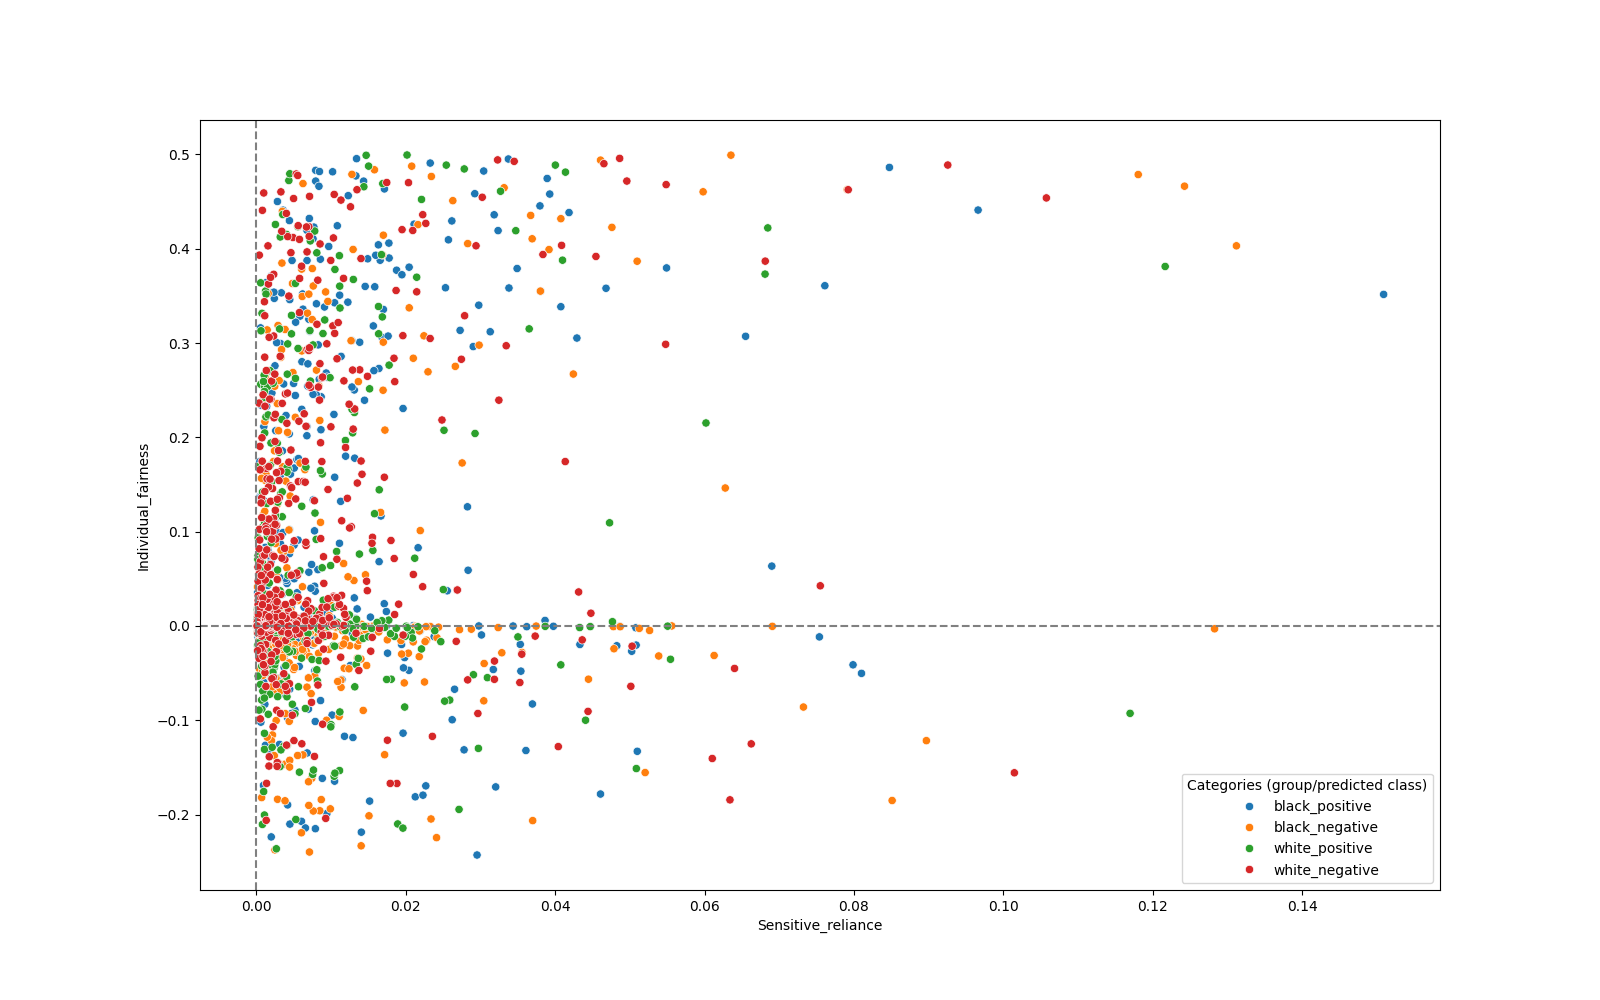 0.5
0.4
0.3
0.2
0.1
0.0
−0.1
−0.2
Individual_fairness
0.00 0.02 0.04 0.06 0.08 0.10 0.12 0.14
Sensitive_reliance
Categories (group/predicted class)
black_positive
black_negative
white_positive
white_negative